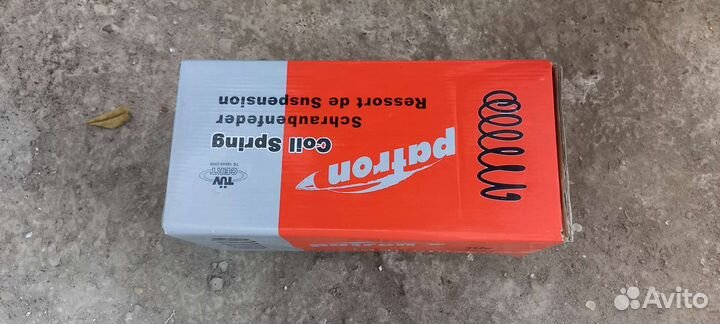 patron
Coil Spring
Schraubenfeder
Ressort de Suspension
TÜV
CERT
Avito